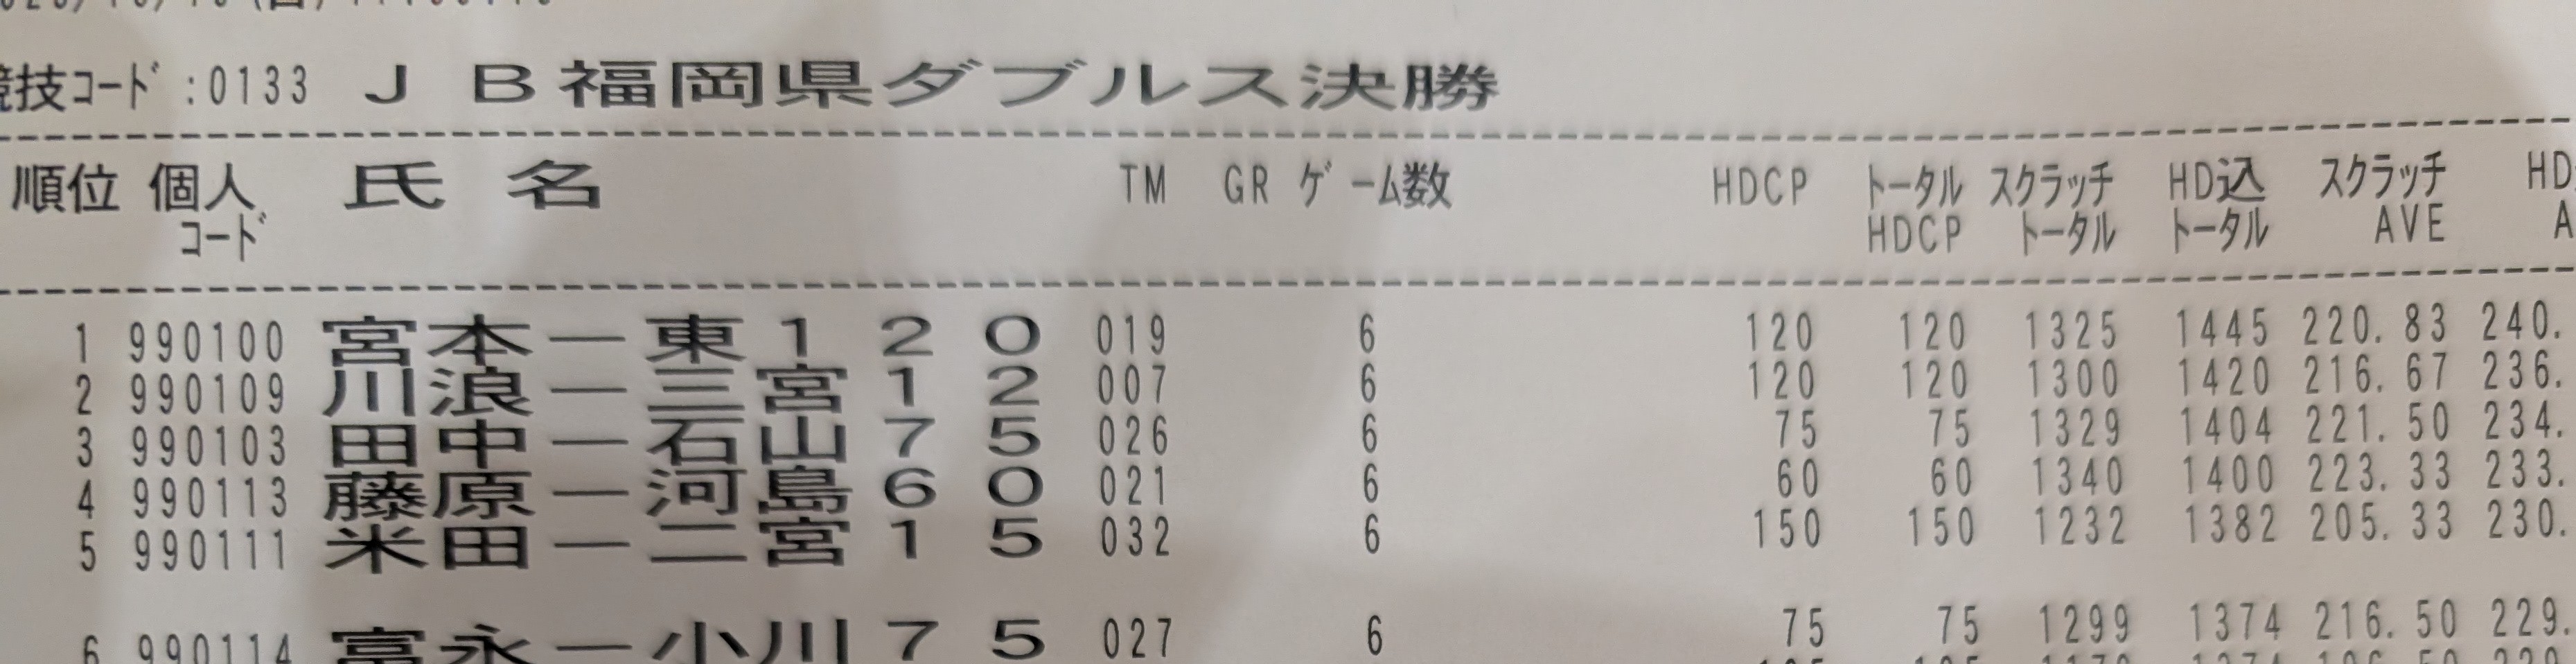 競技コード:0133 ＪＢ福岡県ダブルス決勝
順位 個人 氏名 TM GR ゲーム数 HDCP トータル スクラッチ HD込 スクラッチ HD
コード HDCP トータル トータル AVE A
1 990100 宮本－東１２０ 019 6 120 120 1325 1445 220.83 240.
2 990109 川浪－三宮１２ 007 6 120 120 1300 1420 216.67 236.
3 990103 田中－石山７５ 026 6 75 75 1329 1404 221.50 234.
4 990113 藤原－河島６０ 021 6 60 60 1340 1400 223.33 233.
5 990111 米田－二宮１５ 032 6 150 150 1232 1382 205.33 230.
6 990114 富永－小川７５ 027 6 75 75 1299 1374 216.50 229.